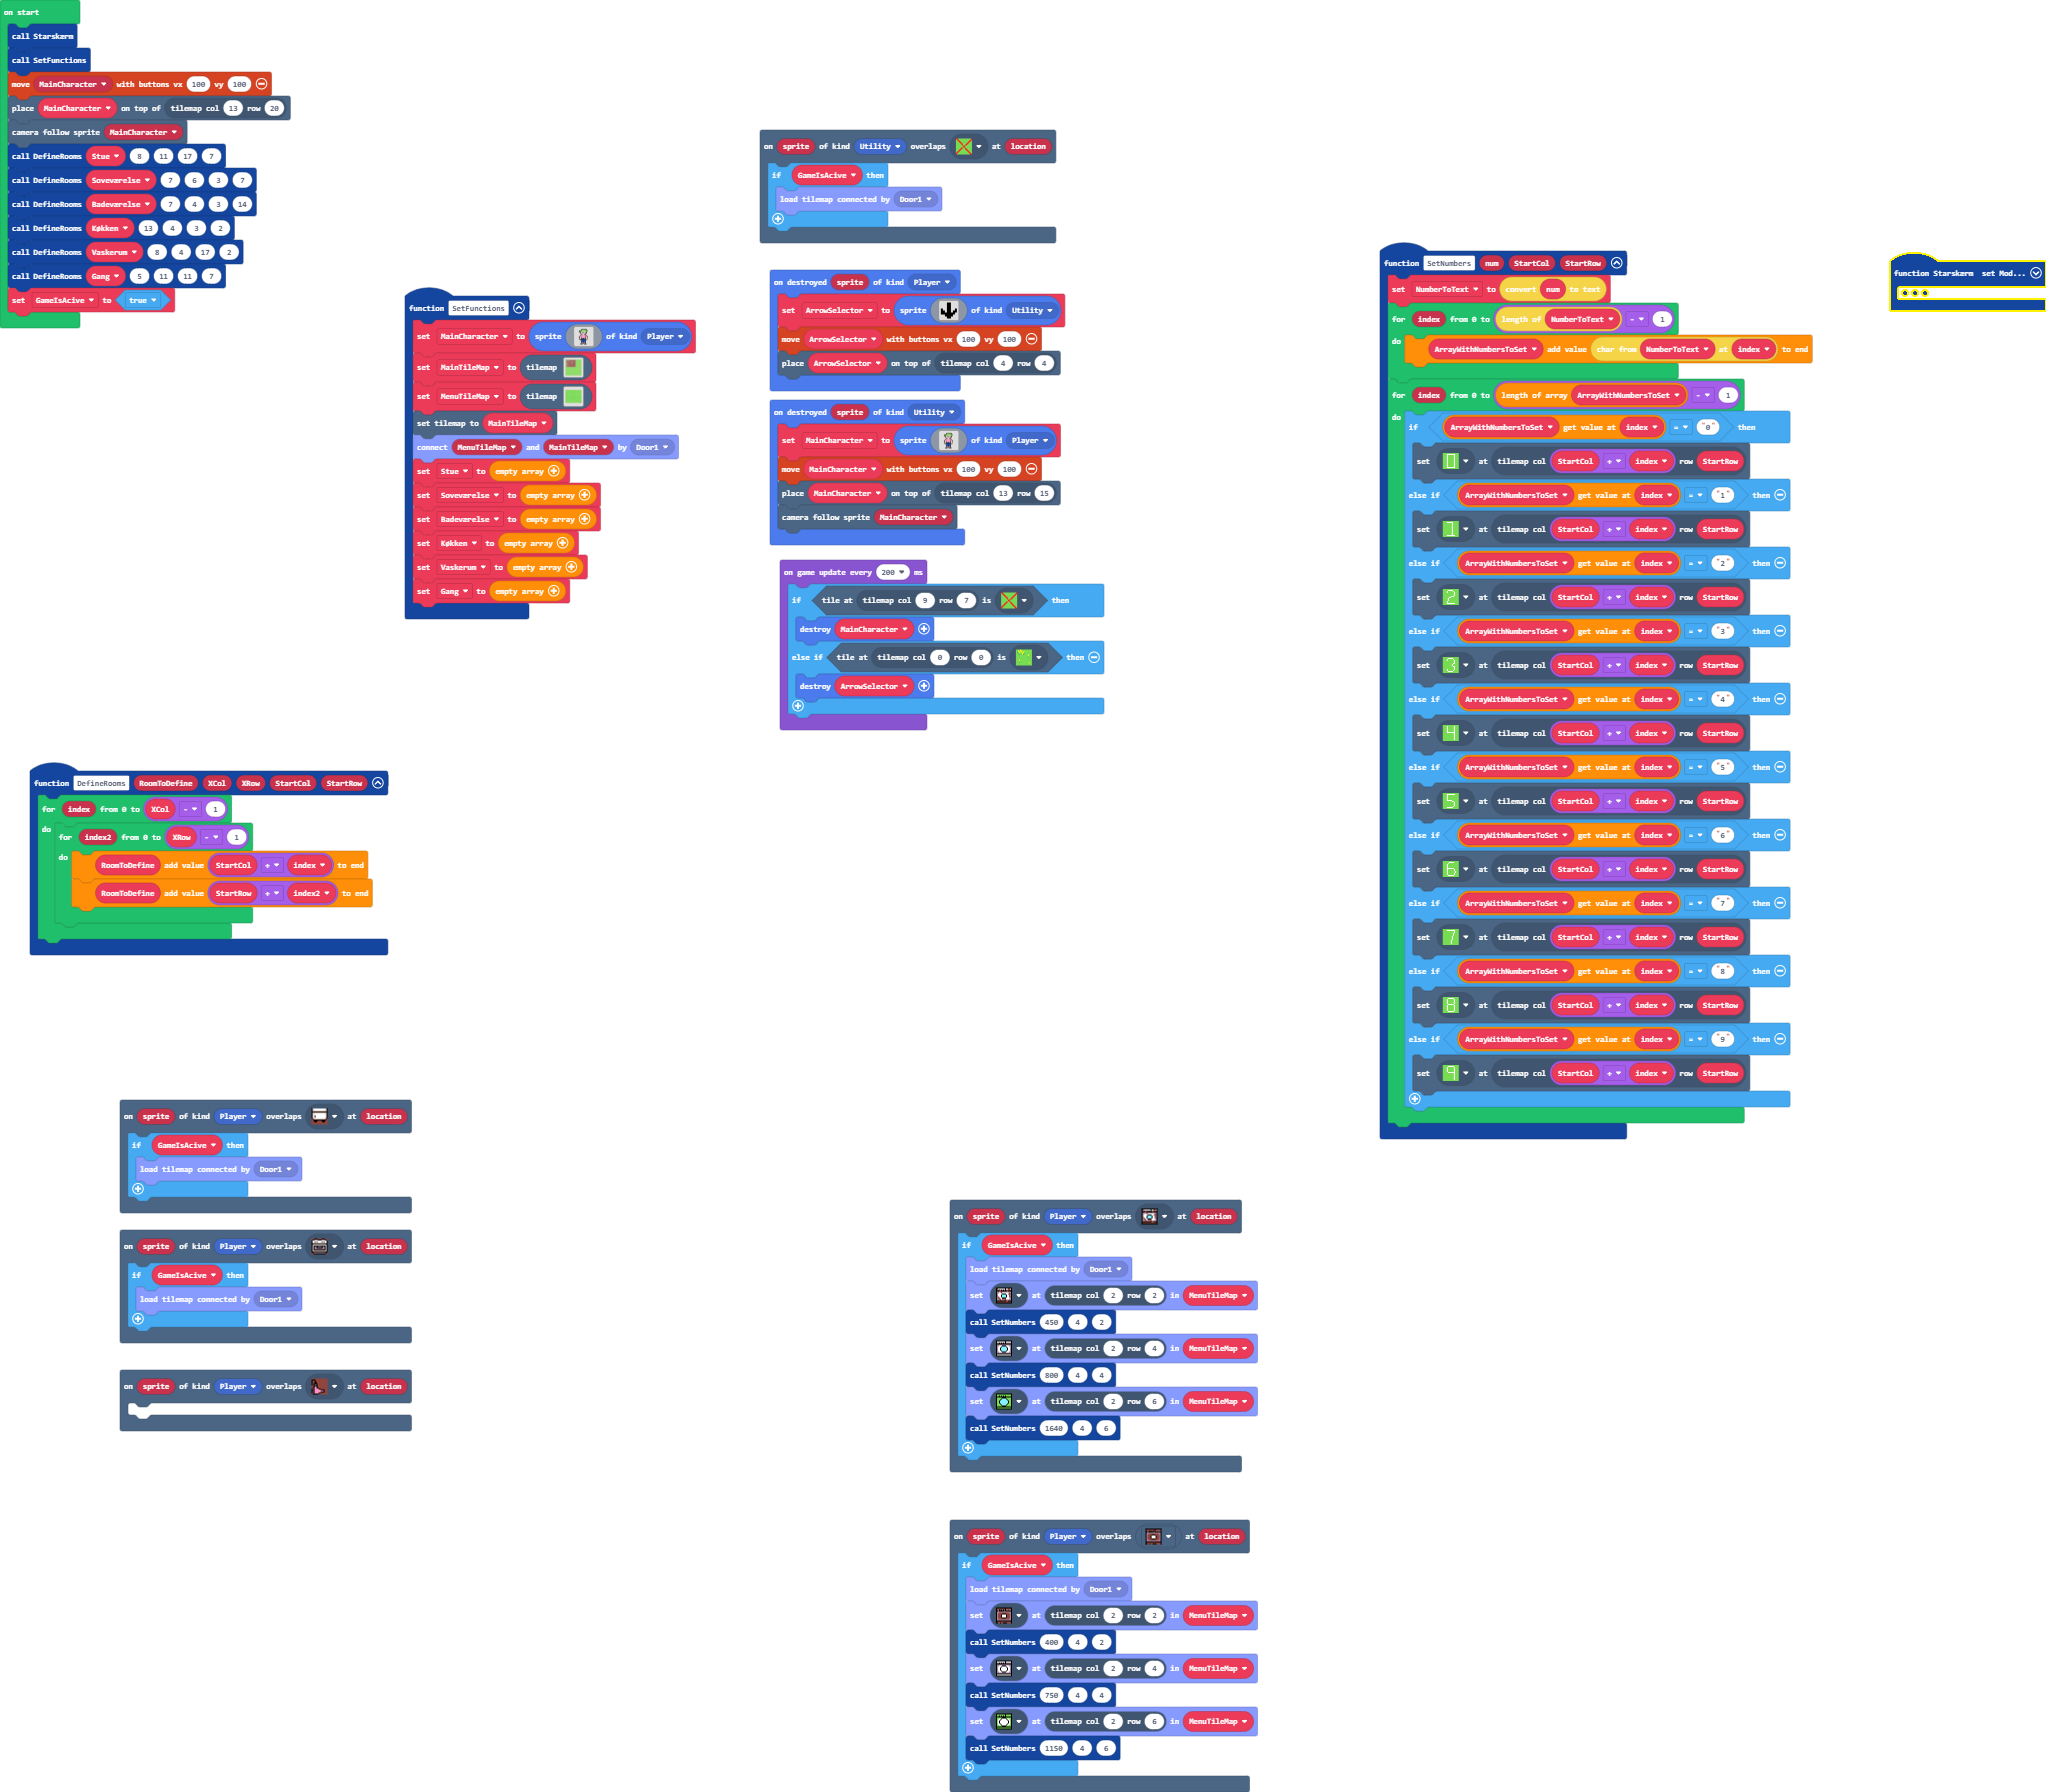 on start
call Starskærm
call SetFunctions
move MainCharacter with buttons vx 100 vy 100
place MainCharacter on top of tilemap col 13 row 20
camera follow sprite MainCharacter
call DefineRooms Stue 8 11 17 7
call DefineRooms Soveværelse 7 6 3 7
call DefineRooms Badeværelse 7 4 3 14
call DefineRooms Køkken 13 4 3 2
call DefineRooms Vaskerum 8 4 17 2
call DefineRooms Gang 5 11 11 7
set GameIsAcive to true
function SetFunctions
set MainCharacter to sprite of kind Player
set MainTileMap to tilemap
set MenuTileMap to tilemap
set tilemap to MainTileMap
connect MenuTileMap and MainTileMap by Door1
set Stue to empty array
set Soveværelse to empty array
set Badeværelse to empty array
set Køkken to empty array
set Vaskerum to empty array
set Gang to empty array
function DefineRooms RoomToDefine XCol XRow StartCol StartRow
for index from 0 to XCol - 1
do
for index2 from 0 to XRow - 1
do
RoomToDefine add value StartCol + index to end
RoomToDefine add value StartRow + index2 to end
on sprite of kind Player overlaps at location
if GameIsAcive then
load tilemap connected by Door1
on sprite of kind Player overlaps at location
if GameIsAcive then
load tilemap connected by Door1
on sprite of kind Player overlaps at location
on sprite of kind Utility overlaps at location
if GameIsAcive then
load tilemap connected by Door1
on destroyed sprite of kind Player
set ArrowSelector to sprite of kind Utility
move ArrowSelector with buttons vx 100 vy 100
place ArrowSelector on top of tilemap col 4 row 4
on destroyed sprite of kind Utility
set MainCharacter to sprite of kind Player
move MainCharacter with buttons vx 100 vy 100
place MainCharacter on top of tilemap col 13 row 15
camera follow sprite MainCharacter
on game update every 200 ms
if tile at tilemap col 9 row 7 is then
destroy MainCharacter
else if tile at tilemap col 0 row 0 is then
destroy ArrowSelector
on sprite of kind Player overlaps at location
if GameIsAcive then
load tilemap connected by Door1
set at tilemap col 2 row 2 in MenuTileMap
call SetNumbers 450 4 2
set at tilemap col 2 row 4 in MenuTileMap
call SetNumbers 800 4 4
set at tilemap col 2 row 6 in MenuTileMap
call SetNumbers 1640 4 6
on sprite of kind Player overlaps at location
if GameIsAcive then
load tilemap connected by Door1
set at tilemap col 2 row 2 in MenuTileMap
call SetNumbers 400 4 2
set at tilemap col 2 row 4 in MenuTileMap
call SetNumbers 750 4 4
set at tilemap col 2 row 6 in MenuTileMap
call SetNumbers 1150 4 6
function SetNumbers num StartCol StartRow
set NumberToText to convert num to text
for index from 0 to length of NumberToText - 1
do
ArrayWithNumbersToSet add value char from NumberToText at index to end
for index from 0 to length of array ArrayWithNumbersToSet - 1
do
if ArrayWithNumbersToSet get value at index = "0" then
set 0 at tilemap col StartCol + index row StartRow
else if ArrayWithNumbersToSet get value at index = "1" then
set 1 at tilemap col StartCol + index row StartRow
else if ArrayWithNumbersToSet get value at index = "2" then
set 2 at tilemap col StartCol + index row StartRow
else if ArrayWithNumbersToSet get value at index = "3" then
set 3 at tilemap col StartCol + index row StartRow
else if ArrayWithNumbersToSet get value at index = "4" then
set 4 at tilemap col StartCol + index row StartRow
else if ArrayWithNumbersToSet get value at index = "5" then
set 5 at tilemap col StartCol + index row StartRow
else if ArrayWithNumbersToSet get value at index = "6" then
set 6 at tilemap col StartCol + index row StartRow
else if ArrayWithNumbersToSet get value at index = "7" then
set 7 at tilemap col StartCol + index row StartRow
else if ArrayWithNumbersToSet get value at index = "8" then
set 8 at tilemap col StartCol + index row StartRow
else if ArrayWithNumbersToSet get value at index = "9" then
set 9 at tilemap col StartCol + index row StartRow
function Starskærm set Mod...